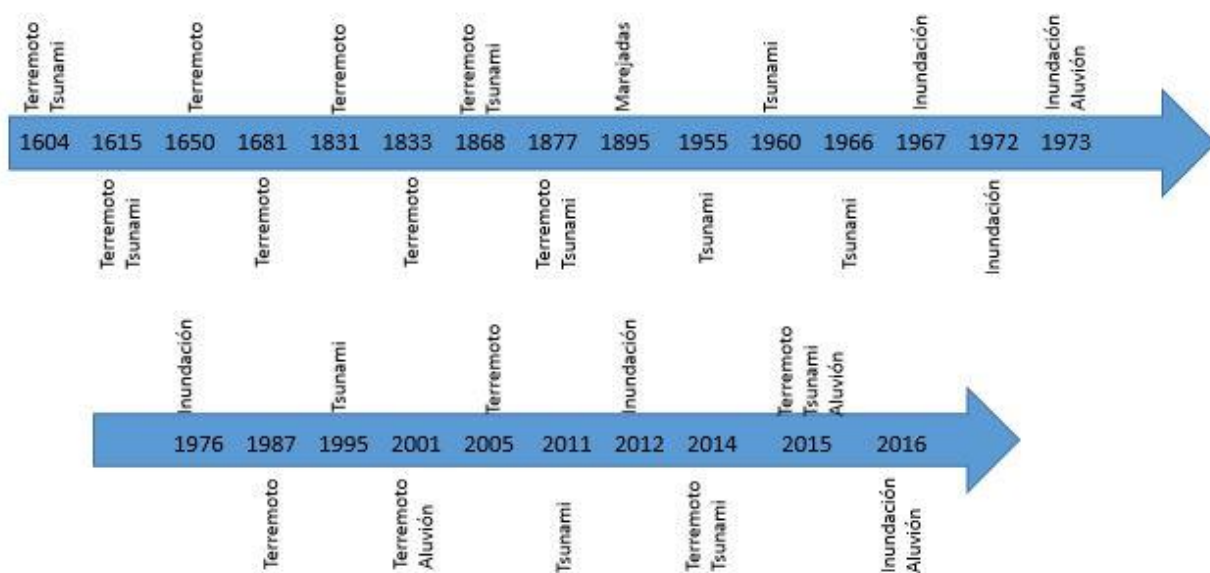 Terremoto
Tsunami
Terremoto
Terremoto
Terremoto
Tsunami
Marejadas
Tsunami
Inundación
Inundación
Aluvión
1604 1615 1650 1681 1831 1833 1868 1877 1895 1955 1960 1966 1967 1972 1973
Terremoto
Tsunami
Terremoto
Terremoto
Terremoto
Tsunami
Tsunami
Tsunami
Inundación
Inundación
Tsunami
Terremoto
Inundación
Terremoto
Tsunami
Aluvión
1976 1987 1995 2001 2005 2011 2012 2014 2015 2016
Terremoto
Terremoto
Aluvión
Tsunami
Terremoto
Tsunami
Inundación
Aluvión